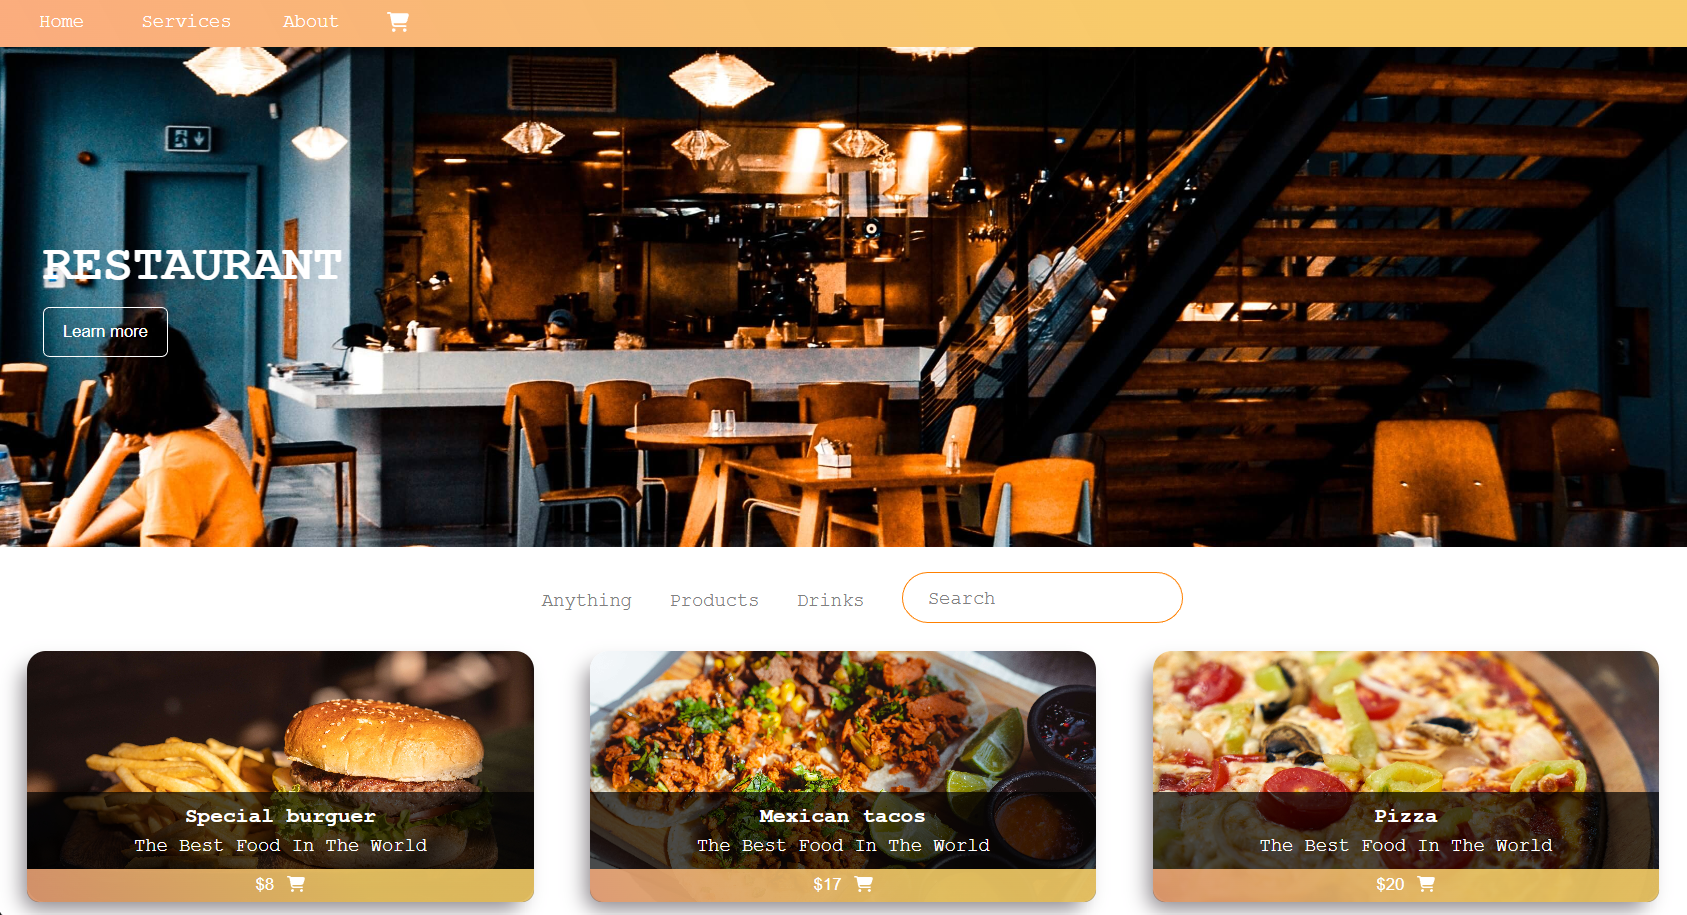 Home Services About
RESTAURANT
Learn more
Anything Products Drinks Search
Special burguer
The Best Food In The World
$8
Mexican tacos
The Best Food In The World
$17
Pizza
The Best Food In The World
$20